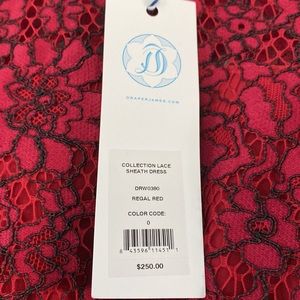 DRAPERJAMES.COM
COLLECTION LACE
SHEATH DRESS
DRW0380
REGAL RED
COLOR CODE:
0
$250.00